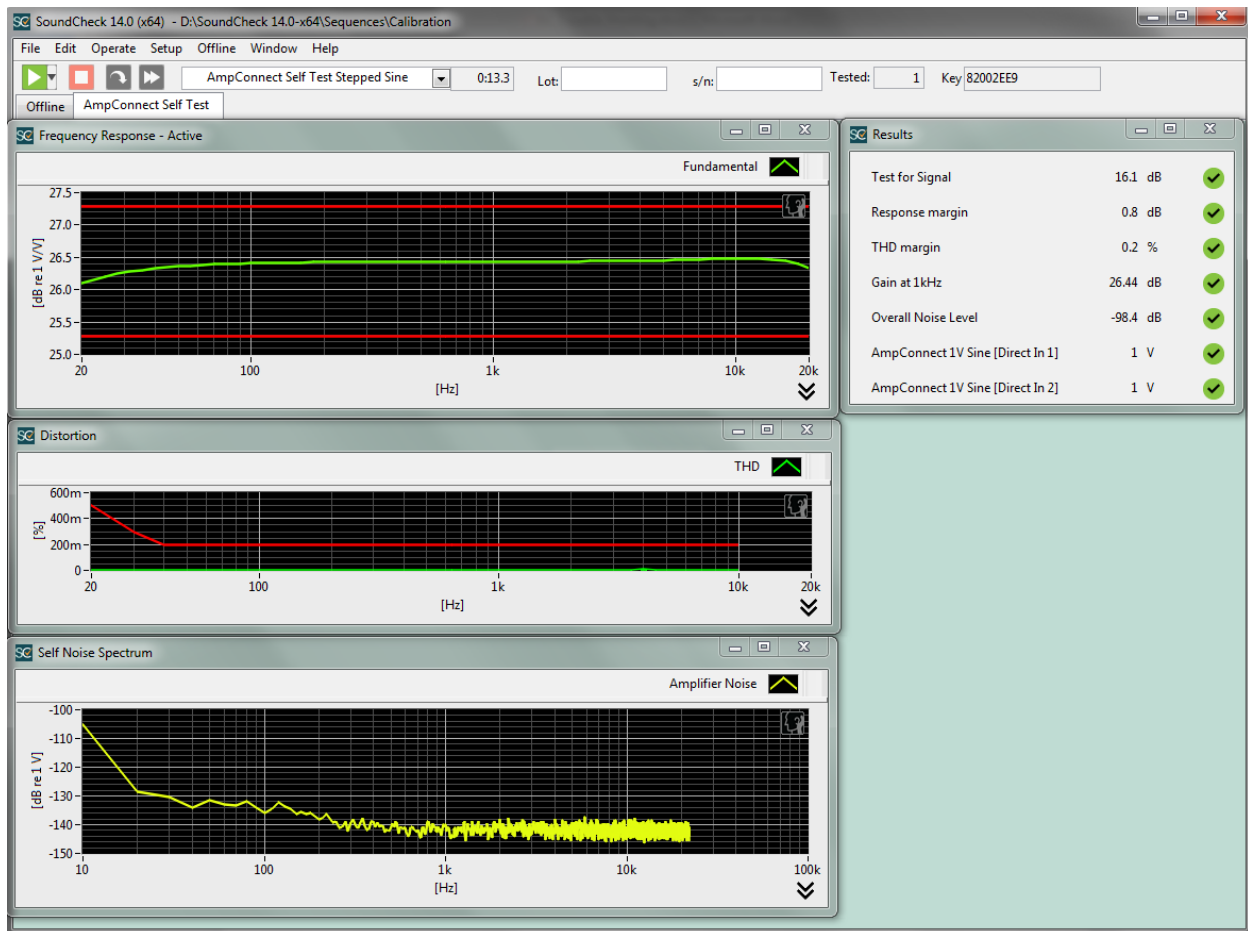 SC SoundCheck 14.0 (x64) - D:\SoundCheck 14.0-x64\Sequences\Calibration
File Edit Operate Setup Offline Window Help
AmpConnect Self Test Stepped Sine 0:13.3 Lot: s/n: Tested: 1 Key 82002EE9
Offline AmpConnect Self Test
SC Frequency Response - Active
Fundamental
27.5
27.0
26.5
26.0
25.5
25.0
[dB re 1 V/V]
20 100 1k 10k 20k
[Hz]
SC Results
Test for Signal 16.1 dB
Response margin 0.8 dB
THD margin 0.2 %
Gain at 1kHz 26.44 dB
Overall Noise Level -98.4 dB
AmpConnect 1V Sine [Direct In 1] 1 V
AmpConnect 1V Sine [Direct In 2] 1 V
SC Distortion
THD
600m
400m
200m
0
[%]
20 100 1k 10k 20k
[Hz]
SC Self Noise Spectrum
Amplifier Noise
-100
-110
-120
-130
-140
-150
[dB re 1 V]
10 100 1k 10k 100k
[Hz]